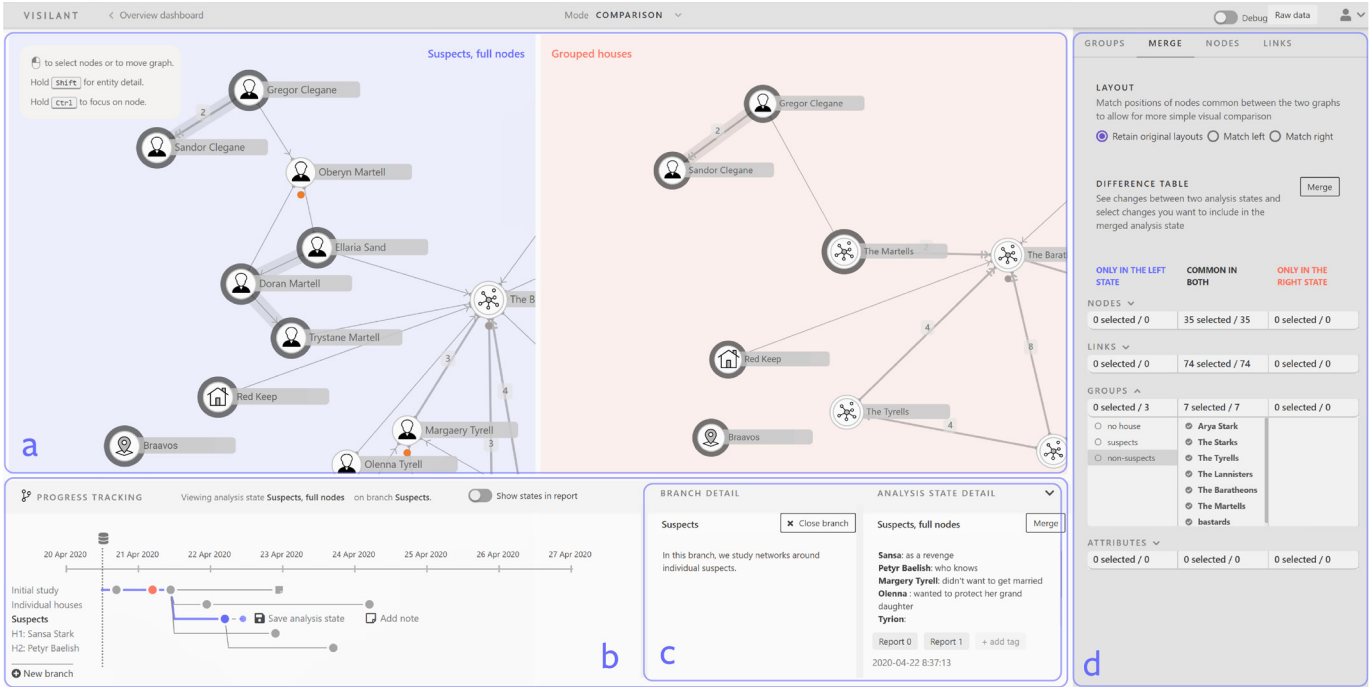 VISILANT
< Overview dashboard
Mode COMPARISON
Debug
Raw data
to select nodes or to move graph.
Hold Shift for entity detail.
Hold Ctrl to focus on node.
Suspects, full nodes
Gregor Clegane
2
Sandor Clegane
Oberyn Martell
Ellaria Sand
Doran Martell
The B
Trystane Martell
3
4
Red Keep
Margaery Tyrell
3
Braavos
Olenna Tyrell
a
Grouped houses
Gregor Clegane
2
Sandor Clegane
The Martells
The Barat
4
8
Red Keep
The Tyrells
4
Braavos
GROUPS MERGE NODES LINKS
LAYOUT
Match positions of nodes common between the two graphs
to allow for more simple visual comparison
Retain original layouts Match left Match right
DIFFERENCE TABLE
Merge
See changes between two analysis states and
select changes you want to include in the
merged analysis state
ONLY IN THE LEFT
STATE
COMMON IN
BOTH
ONLY IN THE
RIGHT STATE
NODES
0 selected / 0 35 selected / 35 0 selected / 0
LINKS
0 selected / 0 74 selected / 74 0 selected / 0
GROUPS
0 selected / 3 7 selected / 7 0 selected / 0
no house
suspects
non-suspects
Arya Stark
The Starks
The Tyrells
The Lannisters
The Baratheons
The Martells
bastards
ATTRIBUTES
0 selected / 0 0 selected / 0 0 selected / 0
d
PROGRESS TRACKING
Viewing analysis state Suspects, full nodes on branch Suspects.
Show states in report
20 Apr 2020 21 Apr 2020 22 Apr 2020 23 Apr 2020 24 Apr 2020 25 Apr 2020 26 Apr 2020 27 Apr 2020
Initial study
Individual houses
Suspects
Save analysis state
Add note
H1: Sansa Stark
H2: Petyr Baelish
New branch
b
BRANCH DETAIL
Suspects
× Close branch
In this branch, we study networks around
individual suspects.
c
ANALYSIS STATE DETAIL
Suspects, full nodes
Merge
Sansa: as a revenge
Petyr Baelish: who knows
Margery Tyrell: didn't want to get married
Olenna : wanted to protect her grand
daughter
Tyrion:
Report 0 Report 1 + add tag
2020-04-22 8:37:13